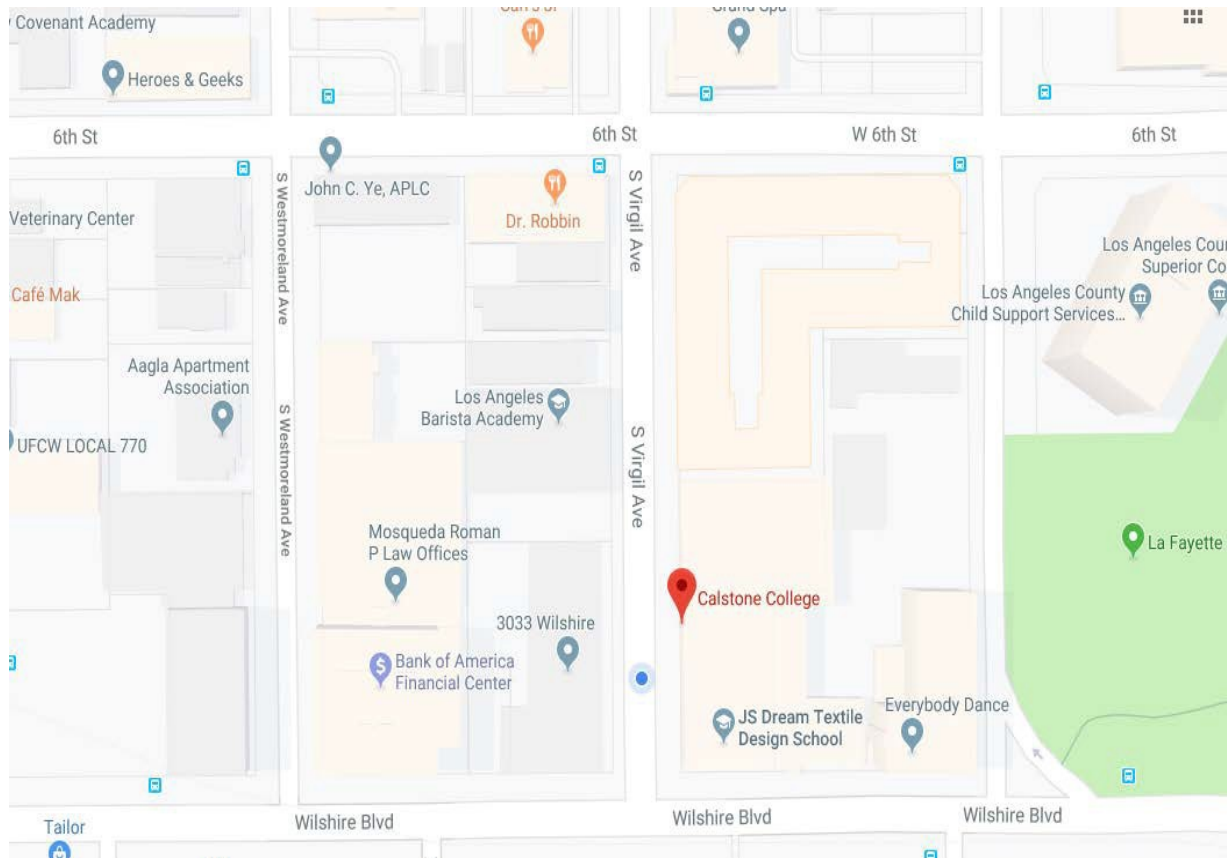 Covenant Academy
Heroes & Geeks
Grand Spa
6th St
6th St
W 6th St
6th St
John C. Ye, APLC
Dr. Robbin
S Westmoreland Ave
S Virgil Ave
Veterinary Center
Café Mak
Los Angeles
Superior
Los Angeles County
Child Support Services...
Aagla Apartment
Association
Los Angeles
Barista Academy
UFCW LOCAL 770
S Westmoreland Ave
S Virgil Ave
Mosqueda Roman
P Law Offices
La Fayette
Calstone College
3033 Wilshire
Bank of America
Financial Center
JS Dream Textile
Design School
Everybody Dance
Tailor
Wilshire Blvd
Wilshire Blvd
Wilshire Blvd